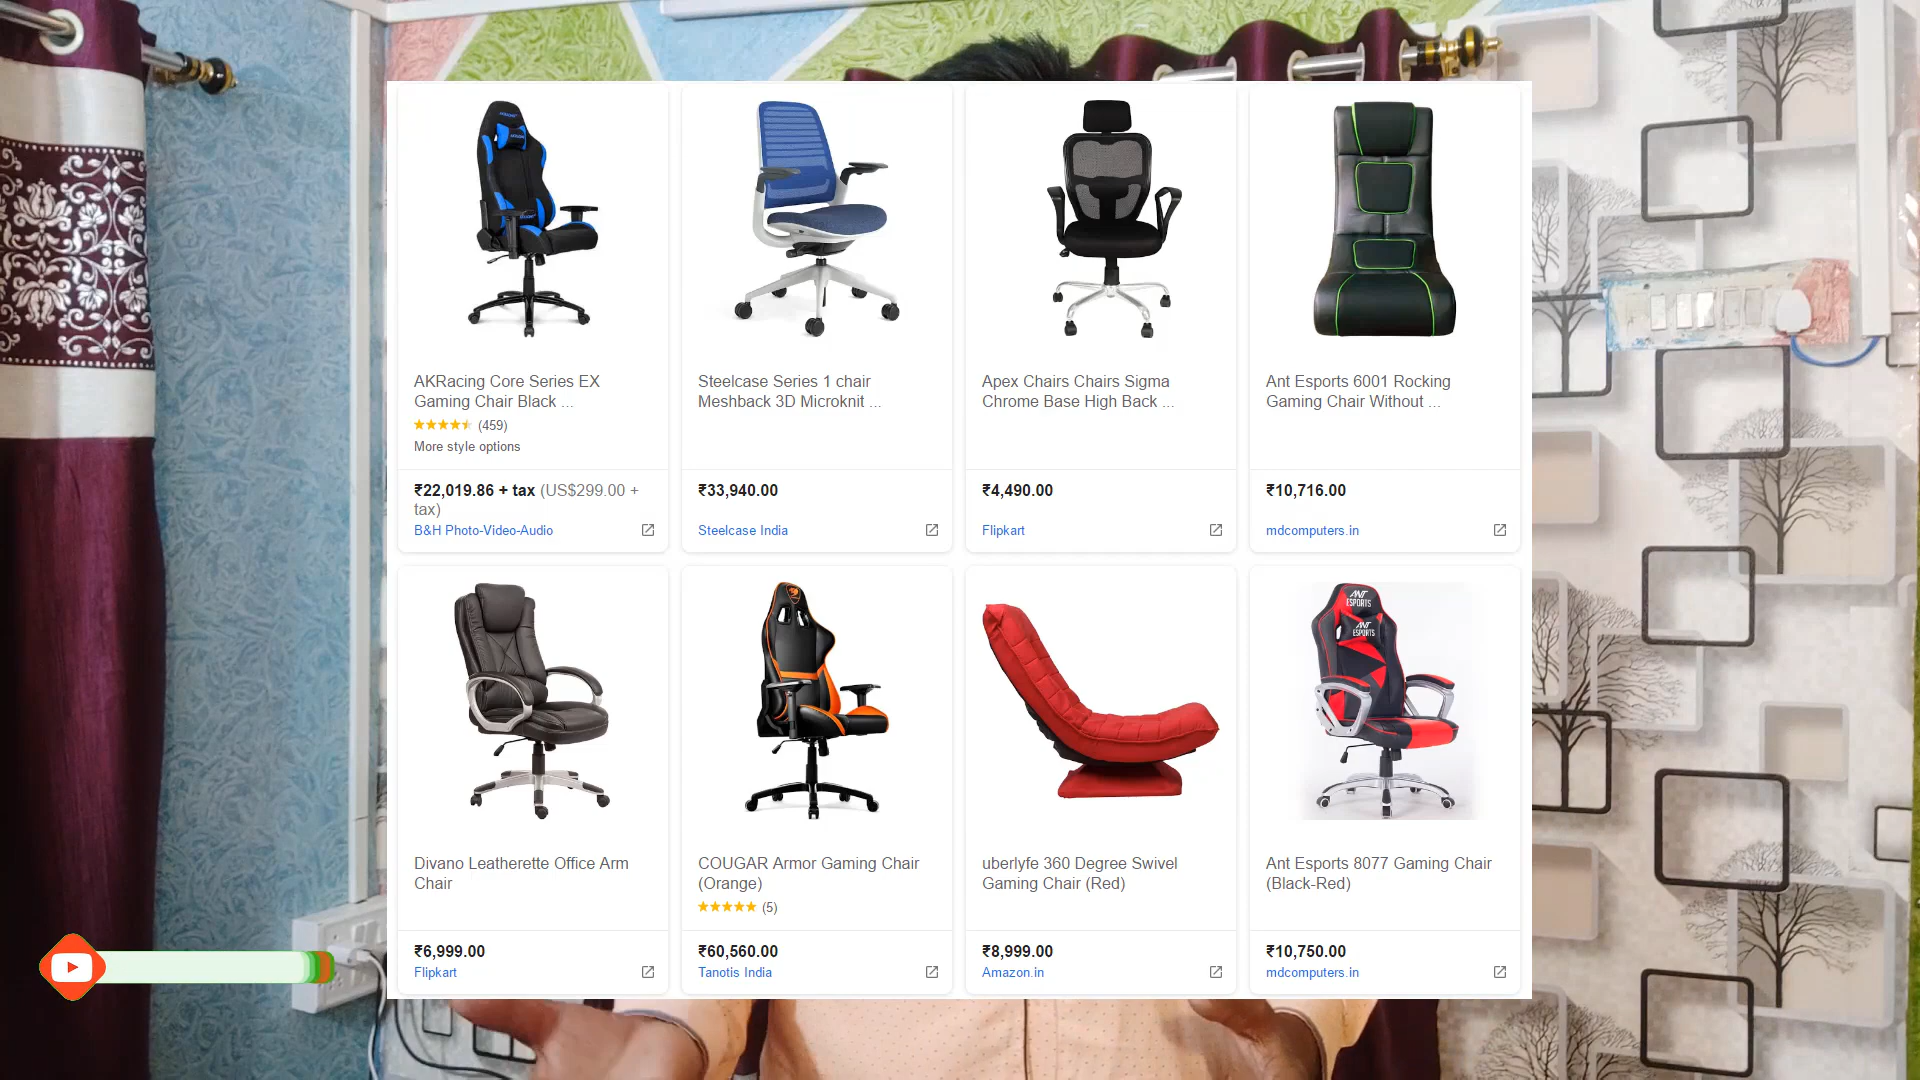 AKRacing Core Series EX
Gaming Chair Black ...
(459)
More style options
₹22,019.86 + tax (US$299.00 +
tax)
B&H Photo-Video-Audio
Steelcase Series 1 chair
Meshback 3D Microknit ...
₹33,940.00
Steelcase India
Apex Chairs Chairs Sigma
Chrome Base High Back ...
₹4,490.00
Flipkart
Ant Esports 6001 Rocking
Gaming Chair Without ...
₹10,716.00
mdcomputers.in
Divano Leatherette Office Arm
Chair
₹6,999.00
Flipkart
COUGAR Armor Gaming Chair
(Orange)
(5)
₹60,560.00
Tanotis India
uberlyfe 360 Degree Swivel
Gaming Chair (Red)
₹8,999.00
Amazon.in
ANT
ESPORTS
ANT
ESPORTS
Ant Esports 8077 Gaming Chair
(Black-Red)
₹10,750.00
mdcomputers.in